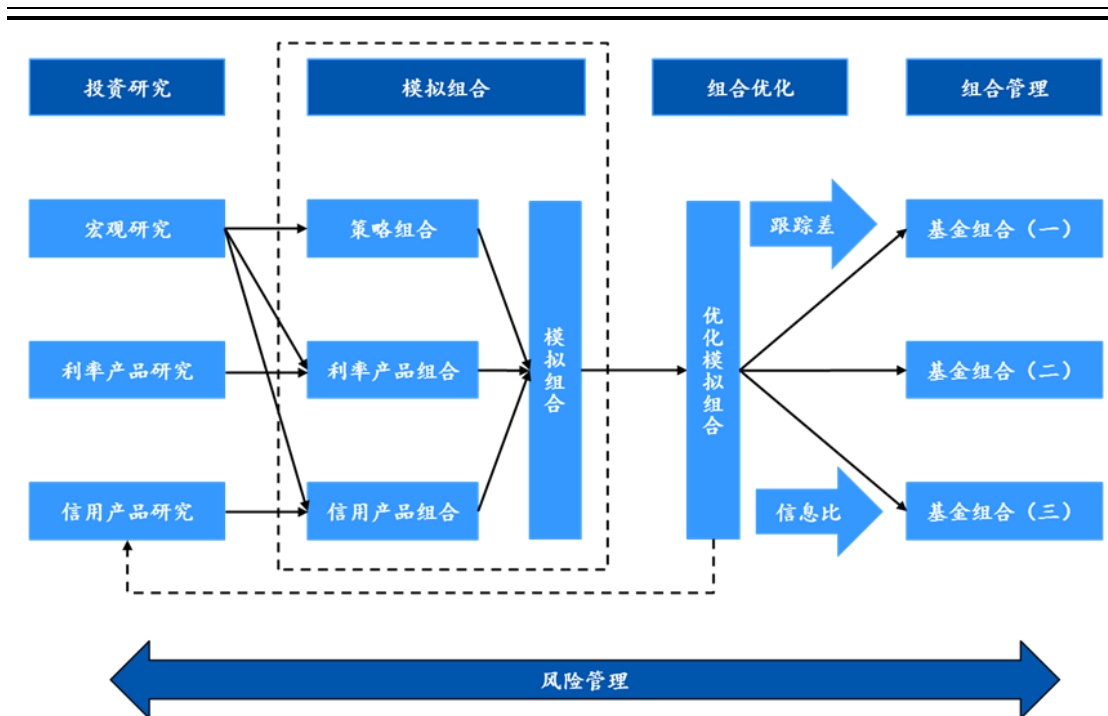 投资研究
模拟组合
组合优化
组合管理
宏观研究
策略组合
跟踪差
基金组合（一）
利率产品研究
利率产品组合
模拟组合
优化模拟组合
基金组合（二）
信用产品研究
信用产品组合
信息比
基金组合（三）
风险管理